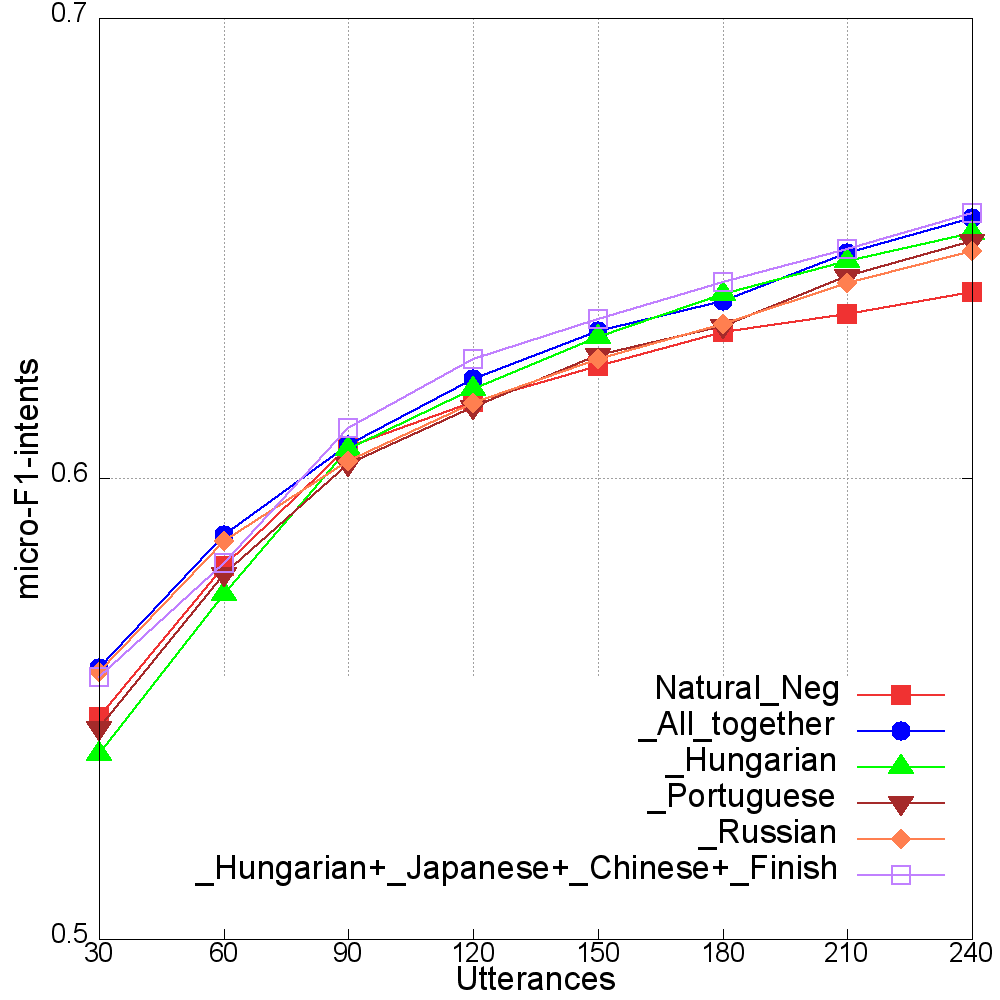 0.7
0.6
0.5
micro-F1-intents
Natural_Neg
_All_together
_Hungarian
_Portuguese
_Russian
_Hungarian+_Japanese+_Chinese+_Finish
30 60 90 120 150 180 210 240
Utterances